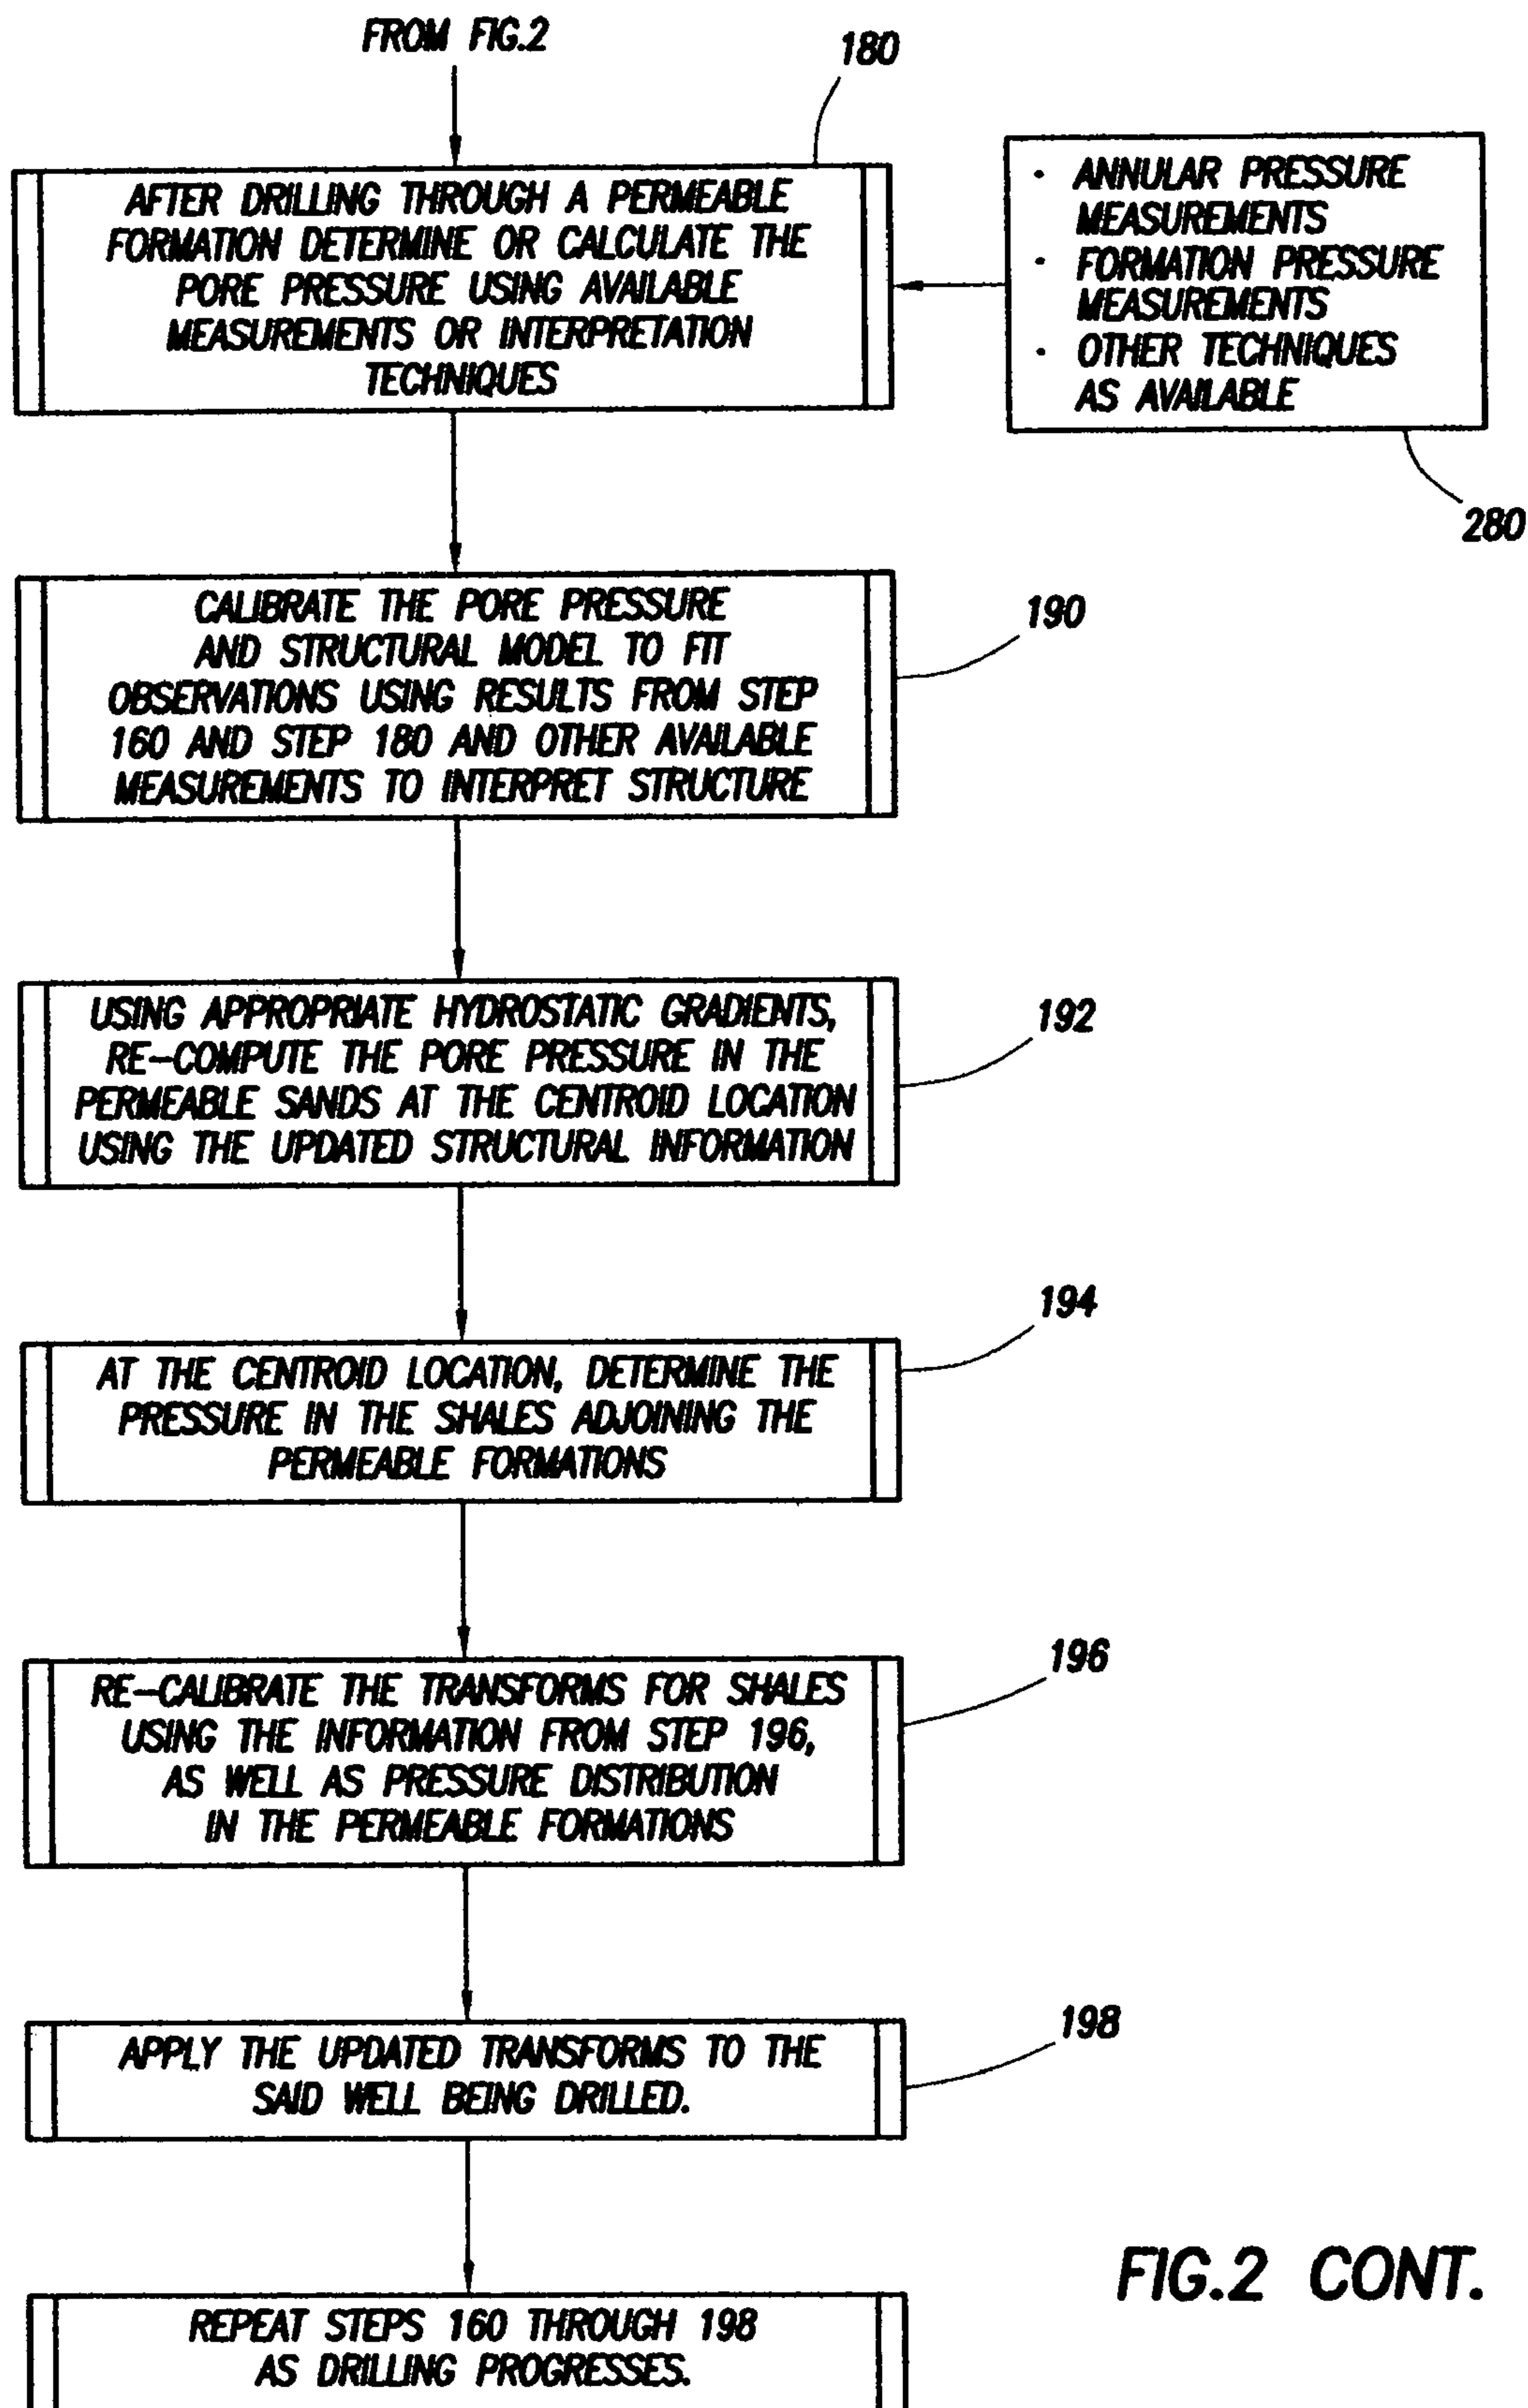 FROM FIG.2
180
AFTER DRILLING THROUGH A PERMEABLE
FORMATION DETERMINE OR CALCULATE THE
PORE PRESSURE USING AVAILABLE
MEASUREMENTS OR INTERPRETATION
TECHNIQUES
· ANNULAR PRESSURE
MEASUREMENTS
· FORMATION PRESSURE
MEASUREMENTS
· OTHER TECHNIQUES
AS AVAILABLE
280
CALIBRATE THE PORE PRESSURE
AND STRUCTURAL MODEL TO FIT
OBSERVATIONS USING RESULTS FROM STEP
160 AND STEP 180 AND OTHER AVAILABLE
MEASUREMENTS TO INTERPRET STRUCTURE
190
USING APPROPRIATE HYDROSTATIC GRADIENTS,
RE-COMPUTE THE PORE PRESSURE IN THE
PERMEABLE SANDS AT THE CENTROID LOCATION
USING THE UPDATED STRUCTURAL INFORMATION
192
AT THE CENTROID LOCATION, DETERMINE THE
PRESSURE IN THE SHALES ADJOINING THE
PERMEABLE FORMATIONS
194
RE-CALIBRATE THE TRANSFORMS FOR SHALES
USING THE INFORMATION FROM STEP 196,
AS WELL AS PRESSURE DISTRIBUTION
IN THE PERMEABLE FORMATIONS
196
APPLY THE UPDATED TRANSFORMS TO THE
SAID WELL BEING DRILLED.
198
REPEAT STEPS 160 THROUGH 198
AS DRILLING PROGRESSES.
FIG.2 CONT.